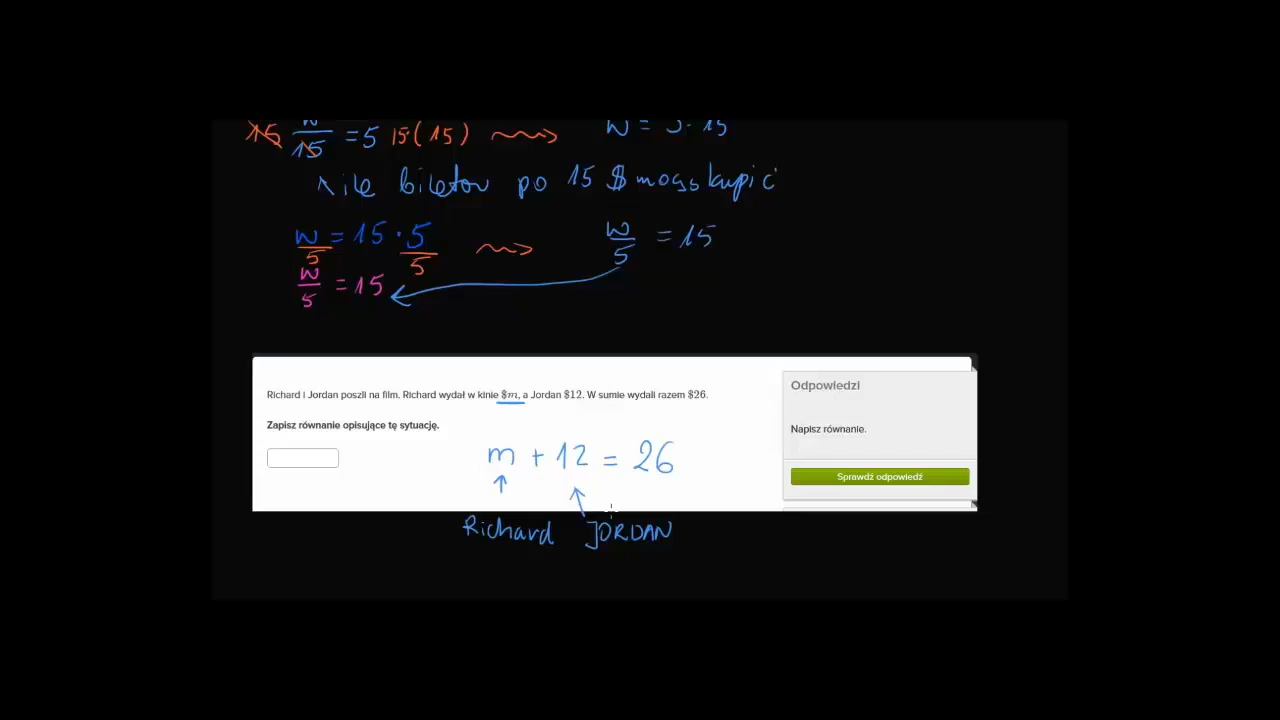 15 w/15 = 5 15·(15) w = 5·15
ile biletów po 15 $ mogą kupić
w/5 = 15·5/5 w/5 = 15
w/5 = 15
Richard i Jordan poszli na film. Richard wydał w kinie $m, a Jordan $12. W sumie wydali razem $26.
Zapisz równanie opisujące tę sytuację.
m + 12 = 26
Richard JORDAN
Odpowiedzi
Napisz równanie.
Sprawdź odpowiedź